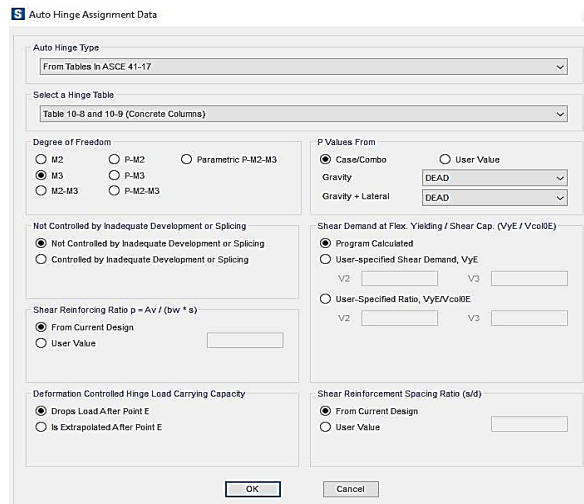 S Auto Hinge Assignment Data
Auto Hinge Type
From Tables In ASCE 41-17
Select a Hinge Table
Table 10-8 and 10-9 (Concrete Columns)
Degree of Freedom
M2 P-M2 Parametric P-M2-M3
M3 P-M3
M2-M3 P-M2-M3
P Values From
Case/Combo User Value
Gravity DEAD
Gravity + Lateral DEAD
Not Controlled by Inadequate Development or Splicing
Not Controlled by Inadequate Development or Splicing
Controlled by Inadequate Development or Splicing
Shear Demand at Flex. Yielding / Shear Cap. (VyE / Vcol0E)
Program Calculated
User-specified Shear Demand, VyE
V2 V3
User-Specified Ratio, VyE/Vcol0E
V2 V3
Shear Reinforcing Ratio p = Av / (bw * s)
From Current Design
User Value
Deformation Controlled Hinge Load Carrying Capacity
Drops Load After Point E
Is Extrapolated After Point E
Shear Reinforcement Spacing Ratio (s/d)
From Current Design
User Value
OK Cancel